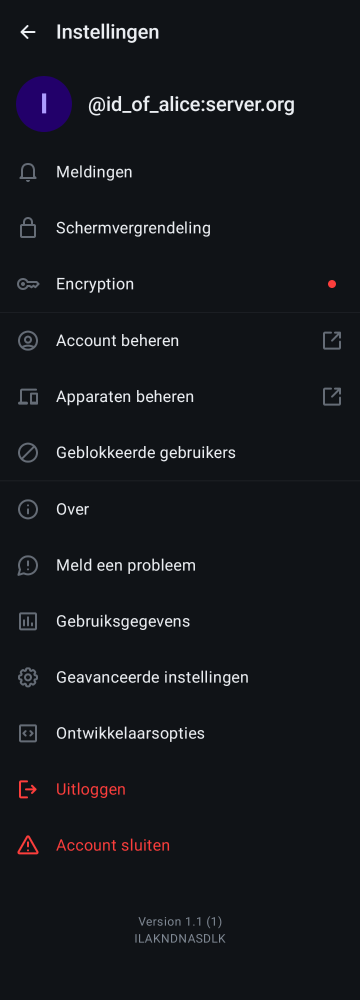 Instellingen
I
@id_of_alice:server.org
Meldingen
Schermvergrendeling
Encryption
Account beheren
Apparaten beheren
Geblokkeerde gebruikers
Over
Meld een probleem
Gebruiksgegevens
Geavanceerde instellingen
Ontwikkelaarsopties
Uitloggen
Account sluiten
Version 1.1 (1)
ILAKNDNASDLK